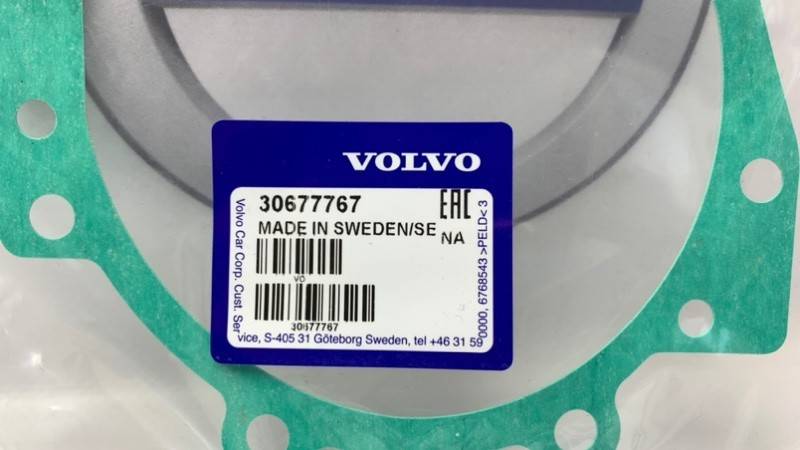 VOLVO
30677767
EAC
MADE IN SWEDEN/SE
NA
VO
30677767
Volvo Car Corp. Cust. Ser
vice, S-405 31 Göteborg Sweden, tel +46 31 59
0000, 6768543 >PELD< 3